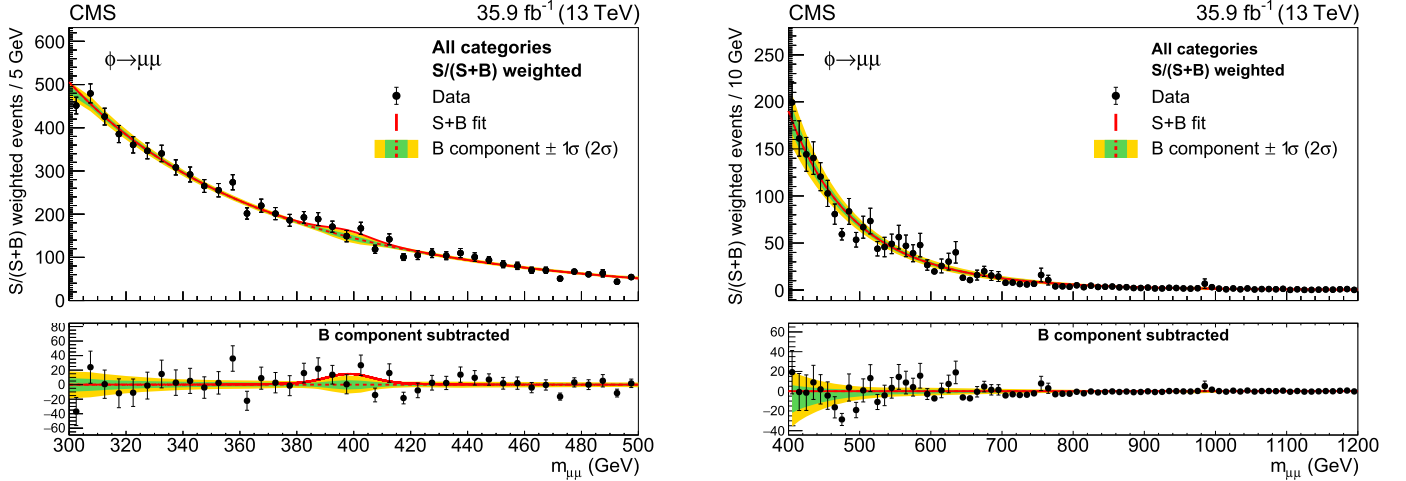 CMS
35.9 fb⁻¹ (13 TeV)
S/(S+B) weighted events / 5 GeV
600
500
400
300
200
100
0
ϕ→μμ
All categories
S/(S+B) weighted
Data
S+B fit
B component ± 1σ (2σ)
B component subtracted
80
60
40
20
0
−20
−40
−60
300 320 340 360 380 400 420 440 460 480 500
mμμ (GeV)
CMS
35.9 fb⁻¹ (13 TeV)
S/(S+B) weighted events / 10 GeV
250
200
150
100
50
0
ϕ→μμ
All categories
S/(S+B) weighted
Data
S+B fit
B component ± 1σ (2σ)
B component subtracted
60
40
20
0
−20
−40
400 500 600 700 800 900 1000 1100 1200
mμμ (GeV)